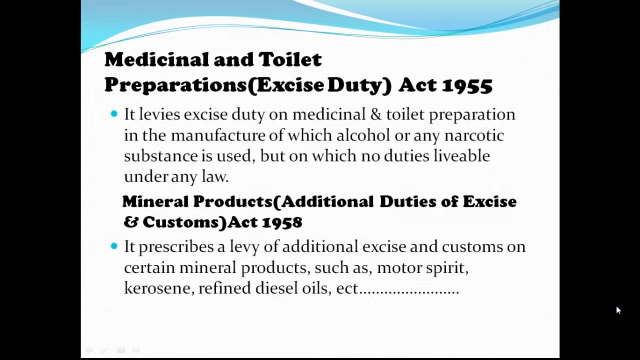 Medicinal and Toilet
Preparations(Excise Duty) Act 1955
It levies excise duty on medicinal & toilet preparation
in the manufacture of which alcohol or any narcotic
substance is used, but on which no duties liveable
under any law.
Mineral Products(Additional Duties of Excise
& Customs)Act 1958
It prescribes a levy of additional excise and customs on
certain mineral products, such as, motor spirit,
kerosene, refined diesel oils, ect........................